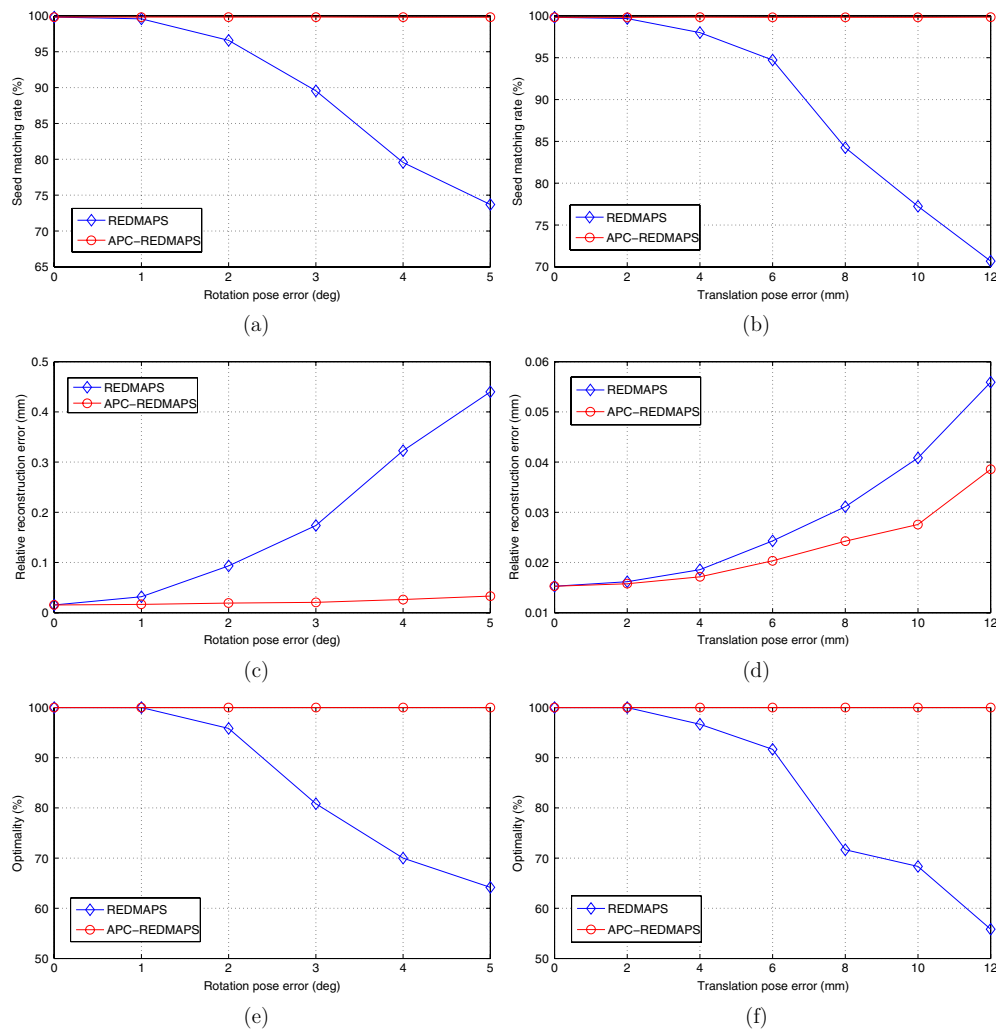 100
95
90
85
80
75
70
65
Seed matching rate (%)
REDMAPS
APC−REDMAPS
0 1 2 3 4 5
Rotation pose error (deg)
(a)
100
95
90
85
80
75
70
Seed matching rate (%)
REDMAPS
APC−REDMAPS
0 2 4 6 8 10 12
Translation pose error (mm)
(b)
0.5
0.4
0.3
0.2
0.1
0
Relative reconstruction error (mm)
REDMAPS
APC−REDMAPS
0 1 2 3 4 5
Rotation pose error (deg)
(c)
0.06
0.05
0.04
0.03
0.02
0.01
Relative reconstruction error (mm)
REDMAPS
APC−REDMAPS
0 2 4 6 8 10 12
Translation pose error (mm)
(d)
100
90
80
70
60
50
Optimality (%)
REDMAPS
APC−REDMAPS
0 1 2 3 4 5
Rotation pose error (deg)
(e)
100
90
80
70
60
50
Optimality (%)
REDMAPS
APC−REDMAPS
0 2 4 6 8 10 12
Translation pose error (mm)
(f)